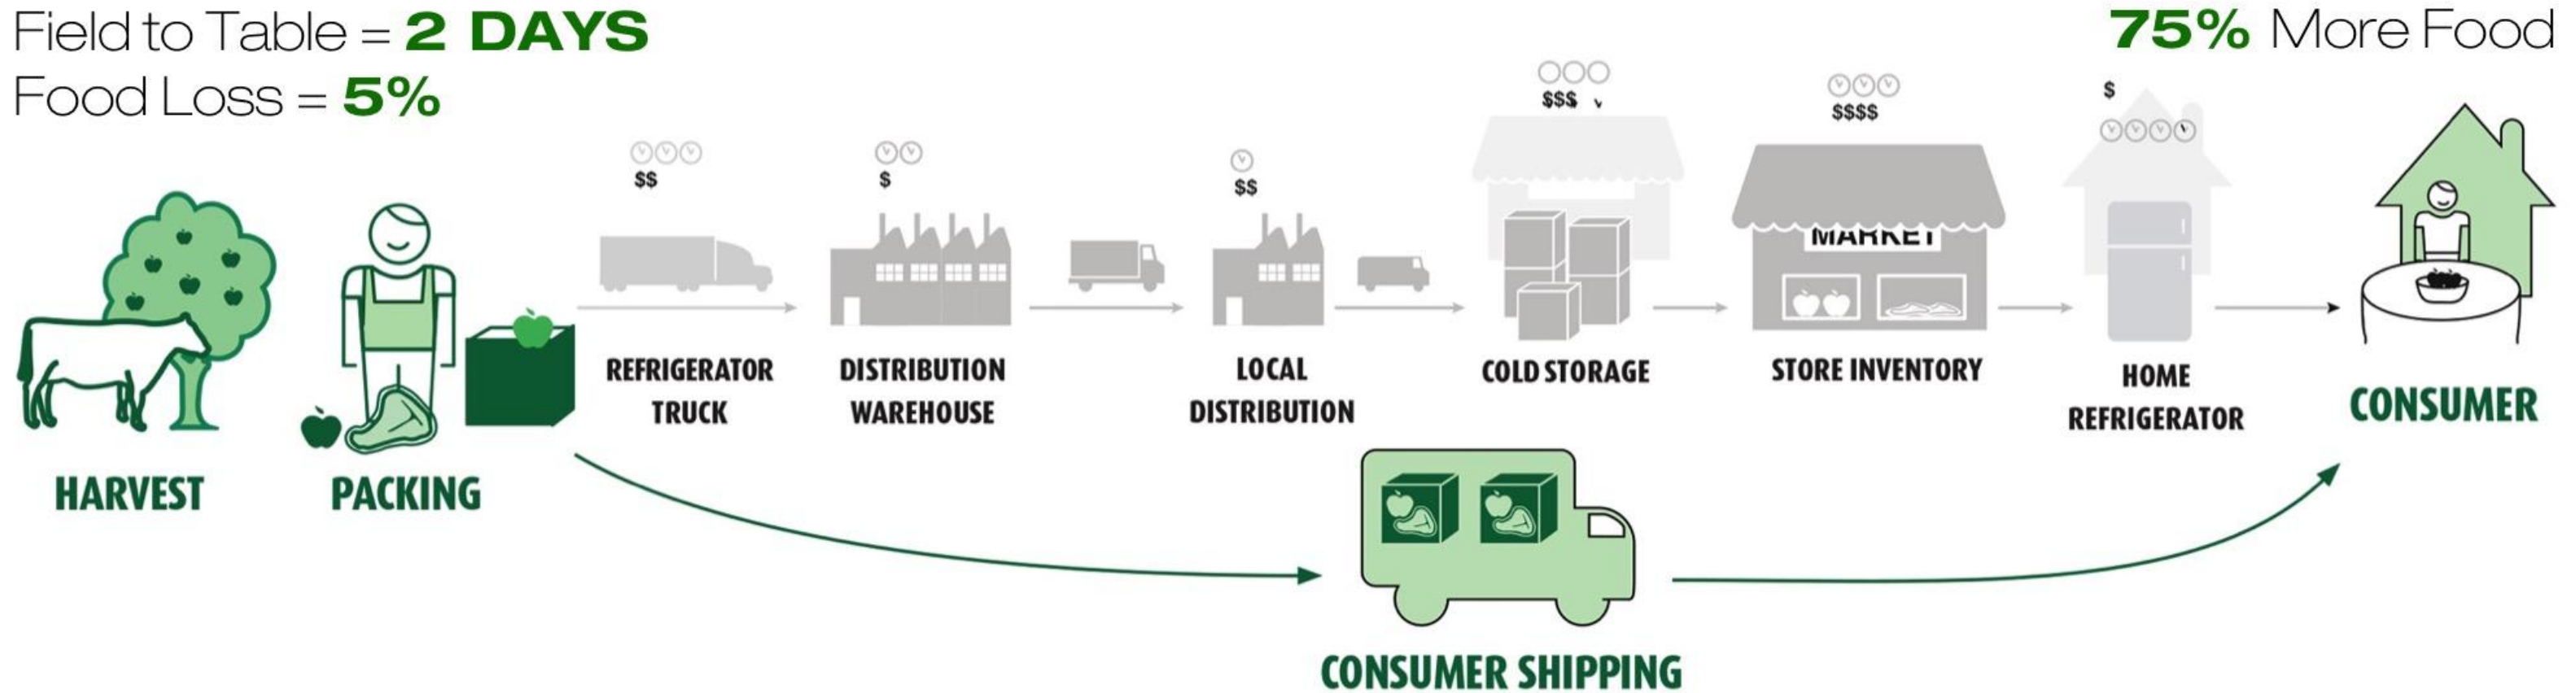 Field to Table = 2 DAYS
Food Loss = 5%
75% More Food
$$
$
$$
$$$
$$$$
$
MARKET
REFRIGERATOR
TRUCK
DISTRIBUTION
WAREHOUSE
LOCAL
DISTRIBUTION
COLD STORAGE
STORE INVENTORY
HOME
REFRIGERATOR
CONSUMER
HARVEST
PACKING
CONSUMER SHIPPING